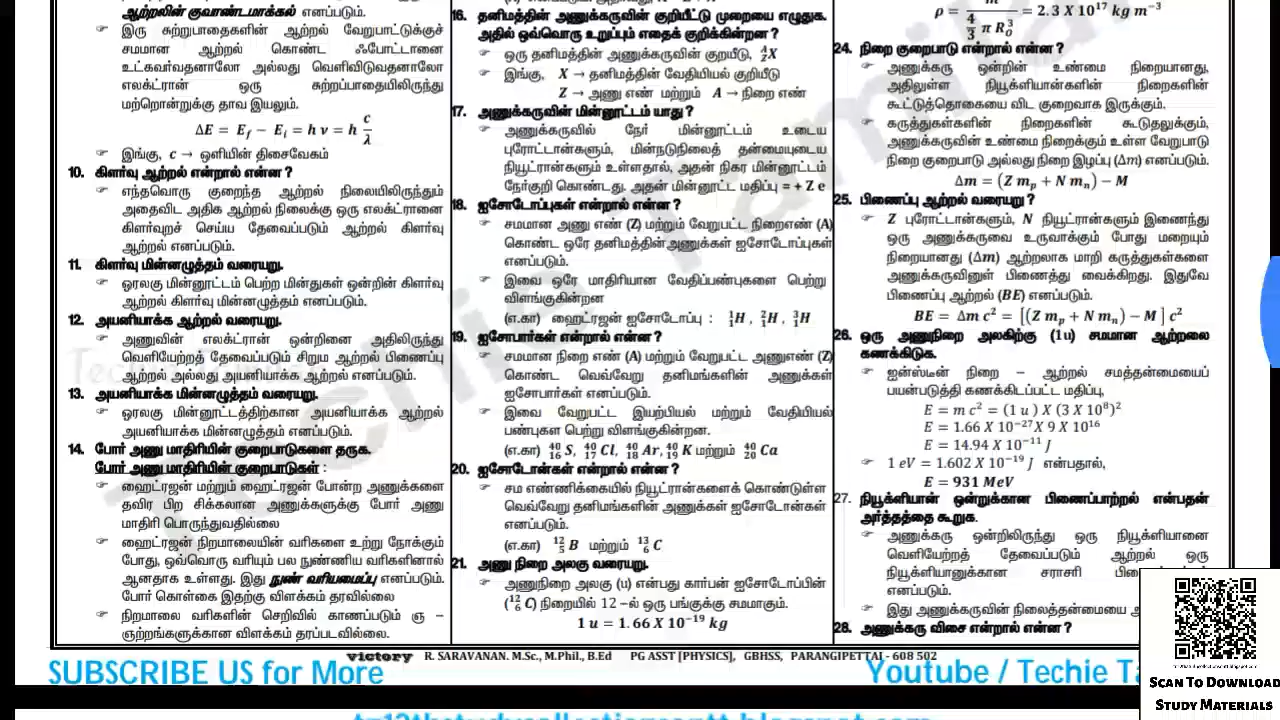 ஆற்றலின் குவாண்டமாக்கல் எனப்படும்.
☞ இரு சுற்றுபாதைகளின் ஆற்றல் வேறுபாட்டுக்குச்
சமமான ஆற்றல் கொண்ட ஃபோட்டானை
உட்கவர்வதனாலோ அல்லது வெளிவிடுவதனாலோ
எலக்ட்ரான் ஒரு சுற்றப்பாதையிலிருந்து
மற்றொன்றுக்கு தாவ இயலும்.
ΔE = E_f − E_i = h ν = h c/λ
☞ இங்கு, c → ஒளியின் திசைவேகம்
10. கிளர்வு ஆற்றல் என்றால் என்ன ?
☞ எந்தவொரு குறைந்த ஆற்றல் நிலையிலிருந்தும்
அதைவிட அதிக ஆற்றல் நிலைக்கு ஒரு எலக்ட்ரானை
கிளர்வுறச் செய்ய தேவைப்படும் ஆற்றல் கிளர்வு
ஆற்றல் எனப்படும்.
11. கிளர்வு மின்னழுத்தம் வரையறு.
☞ ஓரலகு மின்னூட்டம் பெற்ற மின்துகள் ஒன்றின் கிளர்வு
ஆற்றல் கிளர்வு மின்னழுத்தம் எனப்படும்.
12. அயனியாக்க ஆற்றல் வரையறு.
☞ அணுவின் எலக்ட்ரான் ஒன்றினை அதிலிருந்து
வெளியேற்றத் தேவைப்படும் சிறும ஆற்றல் பிணைப்பு
ஆற்றல் அல்லது அயனியாக்க ஆற்றல் எனப்படும்.
13. அயனியாக்க மின்னழுத்தம் வரையறு.
☞ ஓரலகு மின்னூட்டத்திற்கான அயனியாக்க ஆற்றல்
அயனியாக்க மின்னழுத்தம் எனப்படும்.
14. போர் அணு மாதிரியின் குறைபாடுகளை தருக.
போர் அணு மாதிரியின் குறைபாடுகள் :
☞ ஹைட்ரஜன் மற்றும் ஹைட்ரஜன் போன்ற அணுக்களை
தவிர பிற சிக்கலான அணுக்களுக்கு போர் அணு
மாதிரி பொருந்துவதில்லை
☞ ஹைட்ரஜன் நிறமாலையின் வரிகளை உற்று நோக்கும்
போது, ஒவ்வொரு வரியும் பல நுண்ணிய வரிகளினால்
ஆனதாக உள்ளது. இது நுண் வரியமைப்பு எனப்படும்.
போர் கொள்கை இதற்கு விளக்கம் தரவில்லை
☞ நிறமாலை வரிகளின் செறிவில் காணப்படும் ஞ −
ஞற்றங்களுக்கான விளக்கம் தரப்படவில்லை.
16. தனிமத்தின் அணுக்கருவின் குறியீட்டு முறையை எழுதுக.
அதில் ஒவ்வொரு உறுப்பும் எதைக் குறிக்கின்றன ?
☞ ஒரு தனிமத்தின் அணுக்கருவின் குறயீடு, ᴬ_Z X
☞ இங்கு, X → தனிமத்தின் வேதியியல் குறியீடு
Z → அணு எண் மற்றும் A → நிறை எண்
17. அணுக்கருவின் மின்னூட்டம் யாது ?
☞ அணுக்கருவில் நேர் மின்னூட்டம் உடைய
புரோட்டான்களும், மின்நடுநிலைத் தன்மையுடைய
நியூட்ரான்களும் உள்ளதால், அதன் நிகர மின்னூட்டம்
நேர்குறி கொண்டது. அதன் மின்னூட்ட மதிப்பு = + Z e
18. ஐசோடோப்புகள் என்றால் என்ன ?
☞ சமமான அணு எண் (Z) மற்றும் வேறுபட்ட நிறைஎண் (A)
கொண்ட ஒரே தனிமத்தின் அணுக்கள் ஐசோடோப்புகள்
எனப்படும்.
☞ இவை ஒரே மாதிரியான வேதிப்பண்புகளை பெற்று
விளங்குகின்றன
(எ.கா) ஹைட்ரஜன் ஐசோடோப்பு : ¹₁H , ²₁H , ³₁H
19. ஐசோபார்கள் என்றால் என்ன ?
☞ சமமான நிறை எண் (A) மற்றும் வேறுபட்ட அணுஎண் (Z)
கொண்ட வெவ்வேறு தனிமங்களின் அணுக்கள்
ஐசோபார்கள் எனப்படும்.
☞ இவை வேறுபட்ட இயற்பியல் மற்றும் வேதியியல்
பண்புகள பெற்று விளங்குகின்றன.
(எ.கா) ⁴⁰₁₆S, ⁴⁰₁₇Cl, ⁴⁰₁₈Ar, ⁴⁰₁₉K மற்றும் ⁴⁰₂₀Ca
20. ஐசோடோன்கள் என்றால் என்ன ?
☞ சம எண்ணிக்கையில் நியூட்ரான்களைக் கொண்டுள்ள
வெவ்வேறு தனிமங்களின் அணுக்கள் ஐசோடோன்கள்
எனப்படும்.
(எ.கா) ¹²₅B மற்றும் ¹³₆C
21. அணு நிறை அலகு வரையறு.
☞ அணுநிறை அலகு (u) என்பது கார்பன் ஐசோடோப்பின்
(¹²₆C) நிறையில் 12 −ல் ஒரு பங்குக்கு சமமாகும்.
1 u = 1.66 X 10⁻¹⁹ kg
ρ = m / (4/3 π R₀³) = 2.3 X 10¹⁷ kg m⁻³
24. நிறை குறைபாடு என்றால் என்ன ?
☞ அணுக்கரு ஒன்றின் உண்மை நிறையானது,
அதிலுள்ள நியூக்ளியான்களின் நிறைகளின்
கூட்டுத்தொகையை விட குறைவாக இருக்கும்.
☞ கருத்துகள்களின் நிறைகளின் கூடுதலுக்கும்,
அணுக்கருவின் உண்மை நிறைக்கும் உள்ள வேறுபாடு
நிறை குறைபாடு அல்லது நிறை இழப்பு (Δm) எனப்படும்.
Δm = (Z m_p + N m_n) − M
25. பிணைப்பு ஆற்றல் வரையறு ?
☞ Z புரோட்டான்களும், N நியூட்ரான்களும் இணைந்து
ஒரு அணுக்கருவை உருவாக்கும் போது மறையும்
நிறையானது (Δm) ஆற்றலாக மாறி கருத்துகள்களை
அணுக்கருவினுள் பிணைத்து வைக்கிறது. இதுவே
பிணைப்பு ஆற்றல் (BE) எனப்படும்.
BE = Δm c² = [(Z m_p + N m_n) − M ] c²
26. ஒரு அணுநிறை அலகிற்கு (1u) சமமான ஆற்றலை
கணக்கிடுக.
☞ ஐன்ஸ்டீன் நிறை − ஆற்றல் சமத்தன்மையைப்
பயன்படுத்தி கணக்கிடப்பட்ட மதிப்பு,
E = m c² = (1 u ) X (3 X 10⁸)²
E = 1.66 X 10⁻²⁷ X 9 X 10¹⁶
E = 14.94 X 10⁻¹¹ J
☞ 1 eV = 1.602 X 10⁻¹⁹ J என்பதால்,
E = 931 MeV
27. நியூக்ளியான் ஒன்றுக்கான பிணைப்பாற்றல் என்பதன்
அர்த்தத்தை கூறுக.
☞ அணுக்கரு ஒன்றிலிருந்து ஒரு நியூக்ளியானை
வெளியேற்றத் தேவைப்படும் ஆற்றல் ஒரு
நியூக்ளியானுக்கான சராசரி
எனப்படும்.
☞ இது அணுக்கருவின் நிலைத்தன்மையை
28. அணுக்கரு விசை என்றால் என்ன ?
victory R. SARAVANAN. M.Sc., M.Phil., B.Ed PG ASST [PHYSICS], GBHSS, PARANGIPETTAI - 608 502
SUBSCRIBE US for More Youtube / Techie Ta
Scan To Download
Study Materials